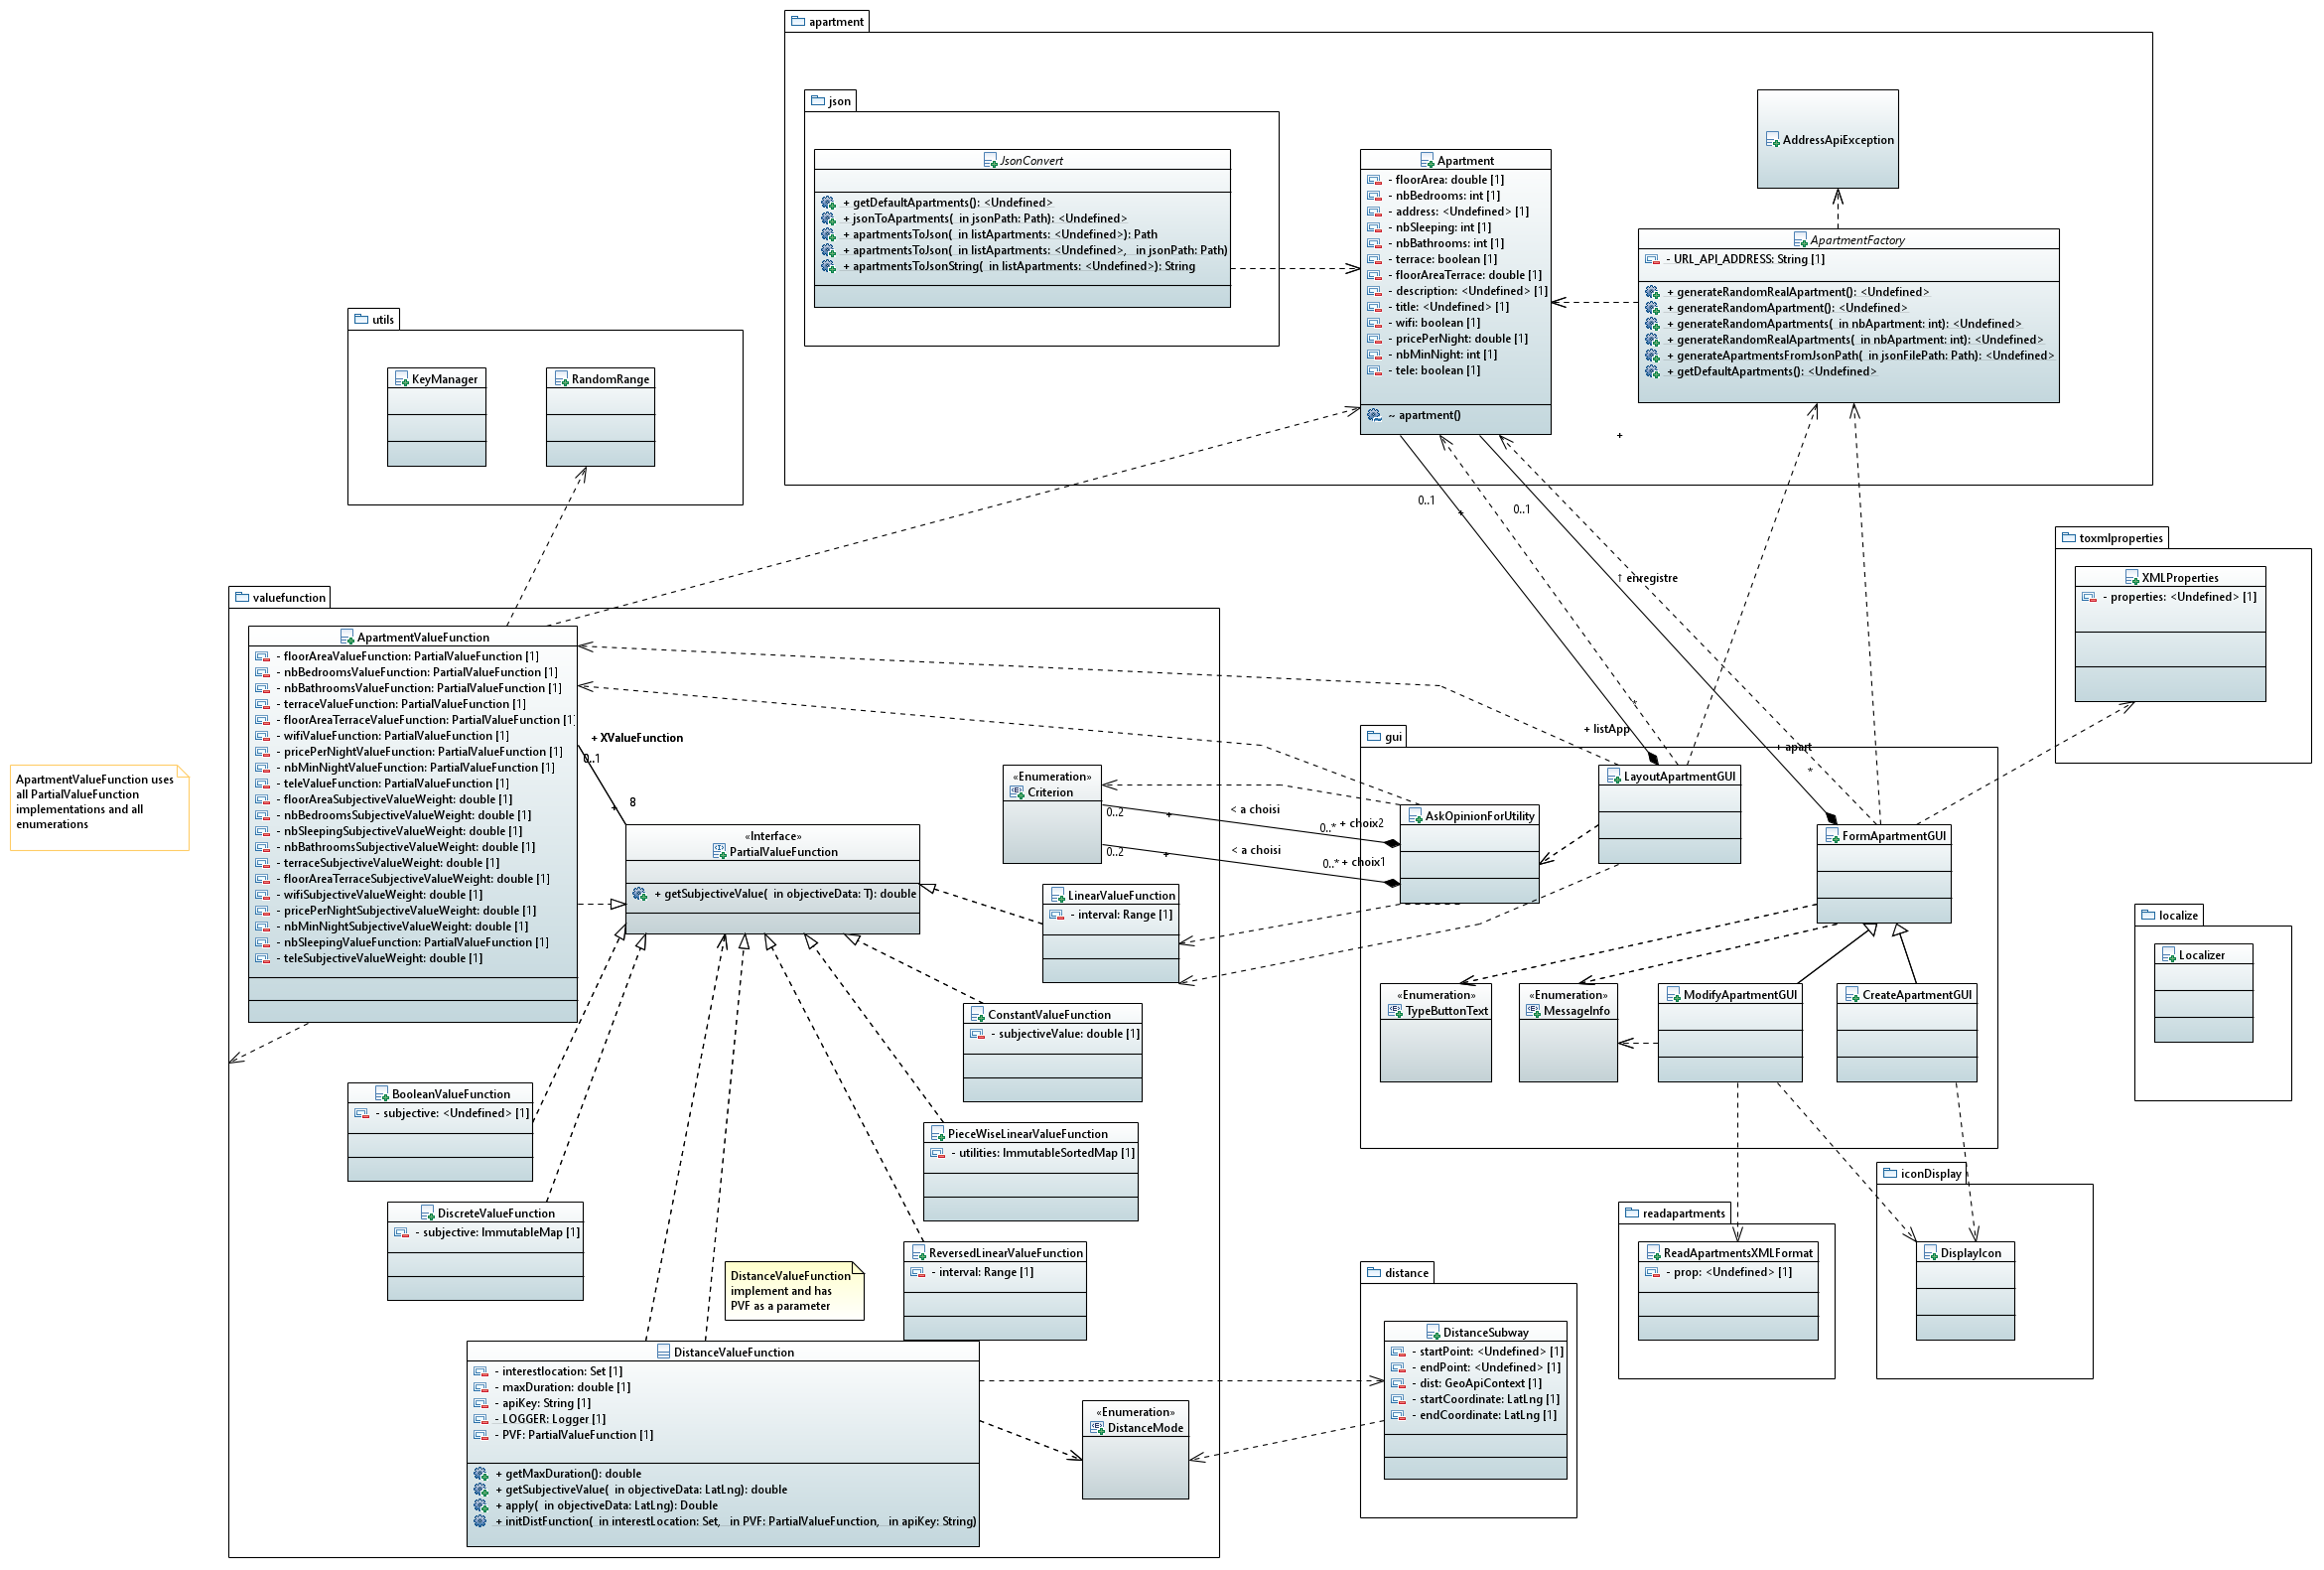 apartment
json
JsonConvert
+ getDefaultApartments(): <Undefined>
+ jsonToApartments(  in jsonPath: Path): <Undefined>
+ apartmentsToJson(  in listApartments: <Undefined>): Path
+ apartmentsToJson(  in listApartments: <Undefined>,   in jsonPath: Path)
+ apartmentsToJsonString(  in listApartments: <Undefined>): String
Apartment
- floorArea: double [1]
- nbBedrooms: int [1]
- address: <Undefined> [1]
- nbSleeping: int [1]
- nbBathrooms: int [1]
- terrace: boolean [1]
- floorAreaTerrace: double [1]
- description: <Undefined> [1]
- title: <Undefined> [1]
- wifi: boolean [1]
- pricePerNight: double [1]
- nbMinNight: int [1]
- tele: boolean [1]
~ apartment()
AddressApiException
ApartmentFactory
- URL_API_ADDRESS: String [1]
+ generateRandomRealApartment(): <Undefined>
+ generateRandomApartment(): <Undefined>
+ generateRandomApartments(  in nbApartment: int): <Undefined>
+ generateRandomRealApartments(  in nbApartment: int): <Undefined>
+ generateApartmentsFromJsonPath(  in jsonFilePath: Path): <Undefined>
+ getDefaultApartments(): <Undefined>
+
utils
KeyManager
RandomRange
0..1
+
0..1
↑ enregistre
*
+ listApp
+ apart
*
toxmlproperties
XMLProperties
- properties: <Undefined> [1]
valuefunction
ApartmentValueFunction
- floorAreaValueFunction: PartialValueFunction [1]
- nbBedroomsValueFunction: PartialValueFunction [1]
- nbBathroomsValueFunction: PartialValueFunction [1]
- terraceValueFunction: PartialValueFunction [1]
- floorAreaTerraceValueFunction: PartialValueFunction [1]
- wifiValueFunction: PartialValueFunction [1]
- pricePerNightValueFunction: PartialValueFunction [1]
- nbMinNightValueFunction: PartialValueFunction [1]
- teleValueFunction: PartialValueFunction [1]
- floorAreaSubjectiveValueWeight: double [1]
- nbBedroomsSubjectiveValueWeight: double [1]
- nbSleepingSubjectiveValueWeight: double [1]
- nbBathroomsSubjectiveValueWeight: double [1]
- terraceSubjectiveValueWeight: double [1]
- floorAreaTerraceSubjectiveValueWeight: double [1]
- wifiSubjectiveValueWeight: double [1]
- pricePerNightSubjectiveValueWeight: double [1]
- nbMinNightSubjectiveValueWeight: double [1]
- nbSleepingValueFunction: PartialValueFunction [1]
- teleSubjectiveValueWeight: double [1]
ApartmentValueFunction uses
all PartialValueFunction
implementations and all
enumerations
+ XValueFunction
0..1
+
8
«Interface»
PartialValueFunction
+ getSubjectiveValue(  in objectiveData: T): double
«Enumeration»
Criterion
0..2
+
< a choisi
0..*
+ choix2
0..2
+
< a choisi
0..*
+ choix1
LinearValueFunction
- interval: Range [1]
ConstantValueFunction
- subjectiveValue: double [1]
BooleanValueFunction
- subjective: <Undefined> [1]
PieceWiseLinearValueFunction
- utilities: ImmutableSortedMap [1]
DiscreteValueFunction
- subjective: ImmutableMap [1]
ReversedLinearValueFunction
- interval: Range [1]
DistanceValueFunction
implement and has
PVF as a parameter
DistanceValueFunction
- interestlocation: Set [1]
- maxDuration: double [1]
- apiKey: String [1]
- LOGGER: Logger [1]
- PVF: PartialValueFunction [1]
+ getMaxDuration(): double
+ getSubjectiveValue(  in objectiveData: LatLng): double
+ apply(  in objectiveData: LatLng): Double
+ initDistFunction(  in interestLocation: Set,   in PVF: PartialValueFunction,   in apiKey: String)
«Enumeration»
DistanceMode
gui
LayoutApartmentGUI
AskOpinionForUtility
FormApartmentGUI
«Enumeration»
TypeButtonText
«Enumeration»
MessageInfo
ModifyApartmentGUI
CreateApartmentGUI
localize
Localizer
iconDisplay
DisplayIcon
readapartments
ReadApartmentsXMLFormat
- prop: <Undefined> [1]
distance
DistanceSubway
- startPoint: <Undefined> [1]
- endPoint: <Undefined> [1]
- dist: GeoApiContext [1]
- startCoordinate: LatLng [1]
- endCoordinate: LatLng [1]